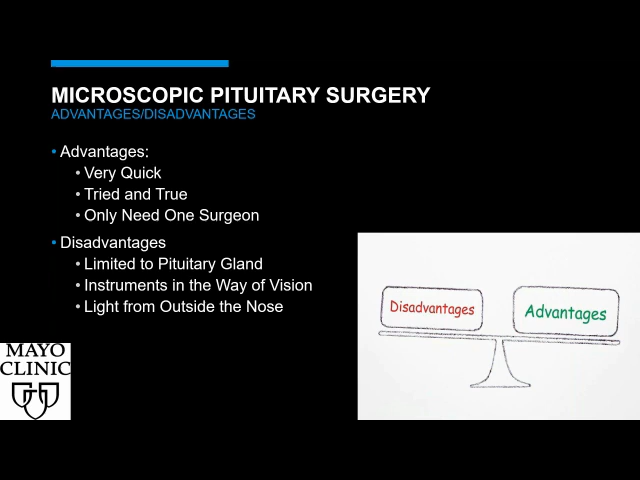 MICROSCOPIC PITUITARY SURGERY
ADVANTAGES/DISADVANTAGES
• Advantages:
• Very Quick
• Tried and True
• Only Need One Surgeon
• Disadvantages
• Limited to Pituitary Gland
• Instruments in the Way of Vision
• Light from Outside the Nose
Disadvantages
Advantages
MAYO
CLINIC